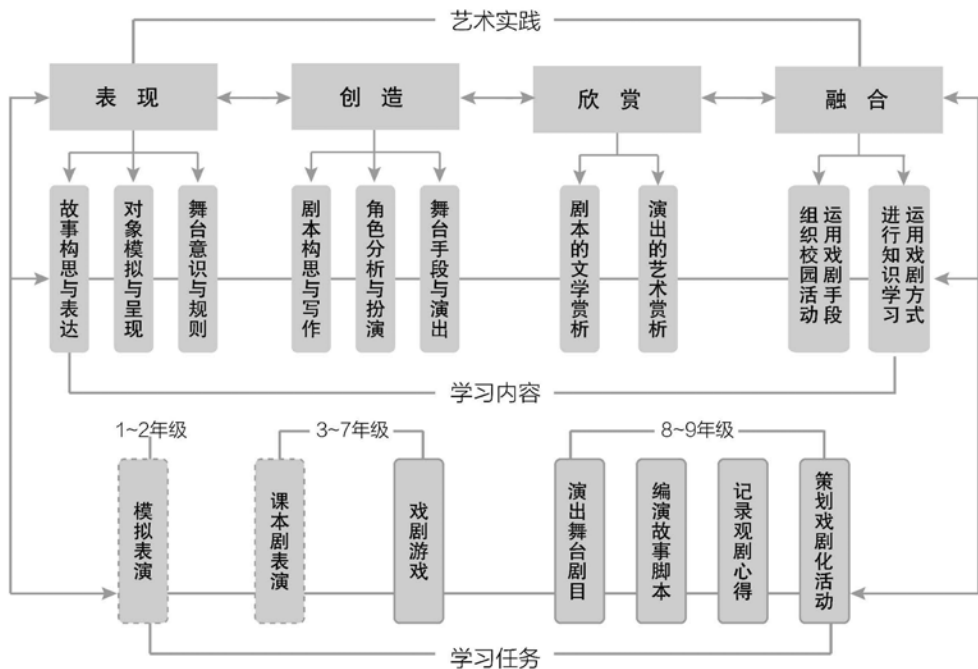 艺术实践
表 现
创 造
欣 赏
融 合
故事构思与表达
对象模拟与呈现
舞台意识与规则
剧本构思与写作
角色分析与扮演
舞台手段与演出
剧本的文学赏析
演出的艺术赏析
运用戏剧手段
组织校园活动
运用戏剧方式
进行知识学习
学习内容
1~2年级
3~7年级
8~9年级
模拟表演
课本剧表演
戏剧游戏
演出舞台剧目
编演故事脚本
记录观剧心得
策划戏剧化活动
学习任务